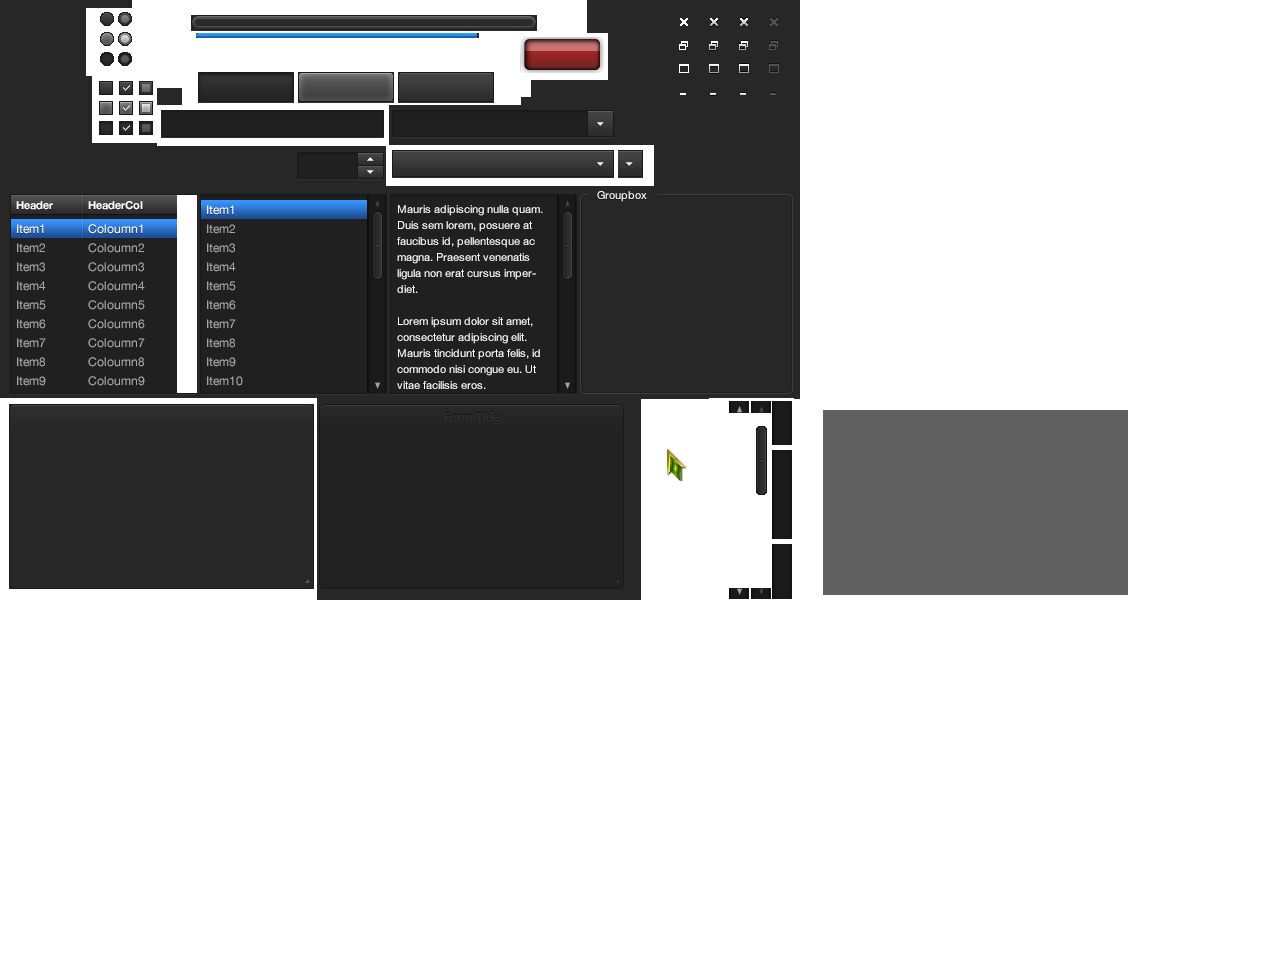 Groupbox
Header HeaderCol
Item1 Coloumn1
Item2 Coloumn2
Item3 Coloumn3
Item4 Coloumn4
Item5 Coloumn5
Item6 Coloumn6
Item7 Coloumn7
Item8 Coloumn8
Item9 Coloumn9
Item1
Item2
Item3
Item4
Item5
Item6
Item7
Item8
Item9
Item10
Mauris adipiscing nulla quam.
Duis sem lorem, posuere at
faucibus id, pellentesque ac
magna. Praesent venenatis
ligula non erat cursus imper-
diet.
Lorem ipsum dolor sit amet,
consectetur adipiscing elit.
Mauris tincidunt porta felis, id
commodo nisi congue eu. Ut
vitae facilisis eros.
Form Title